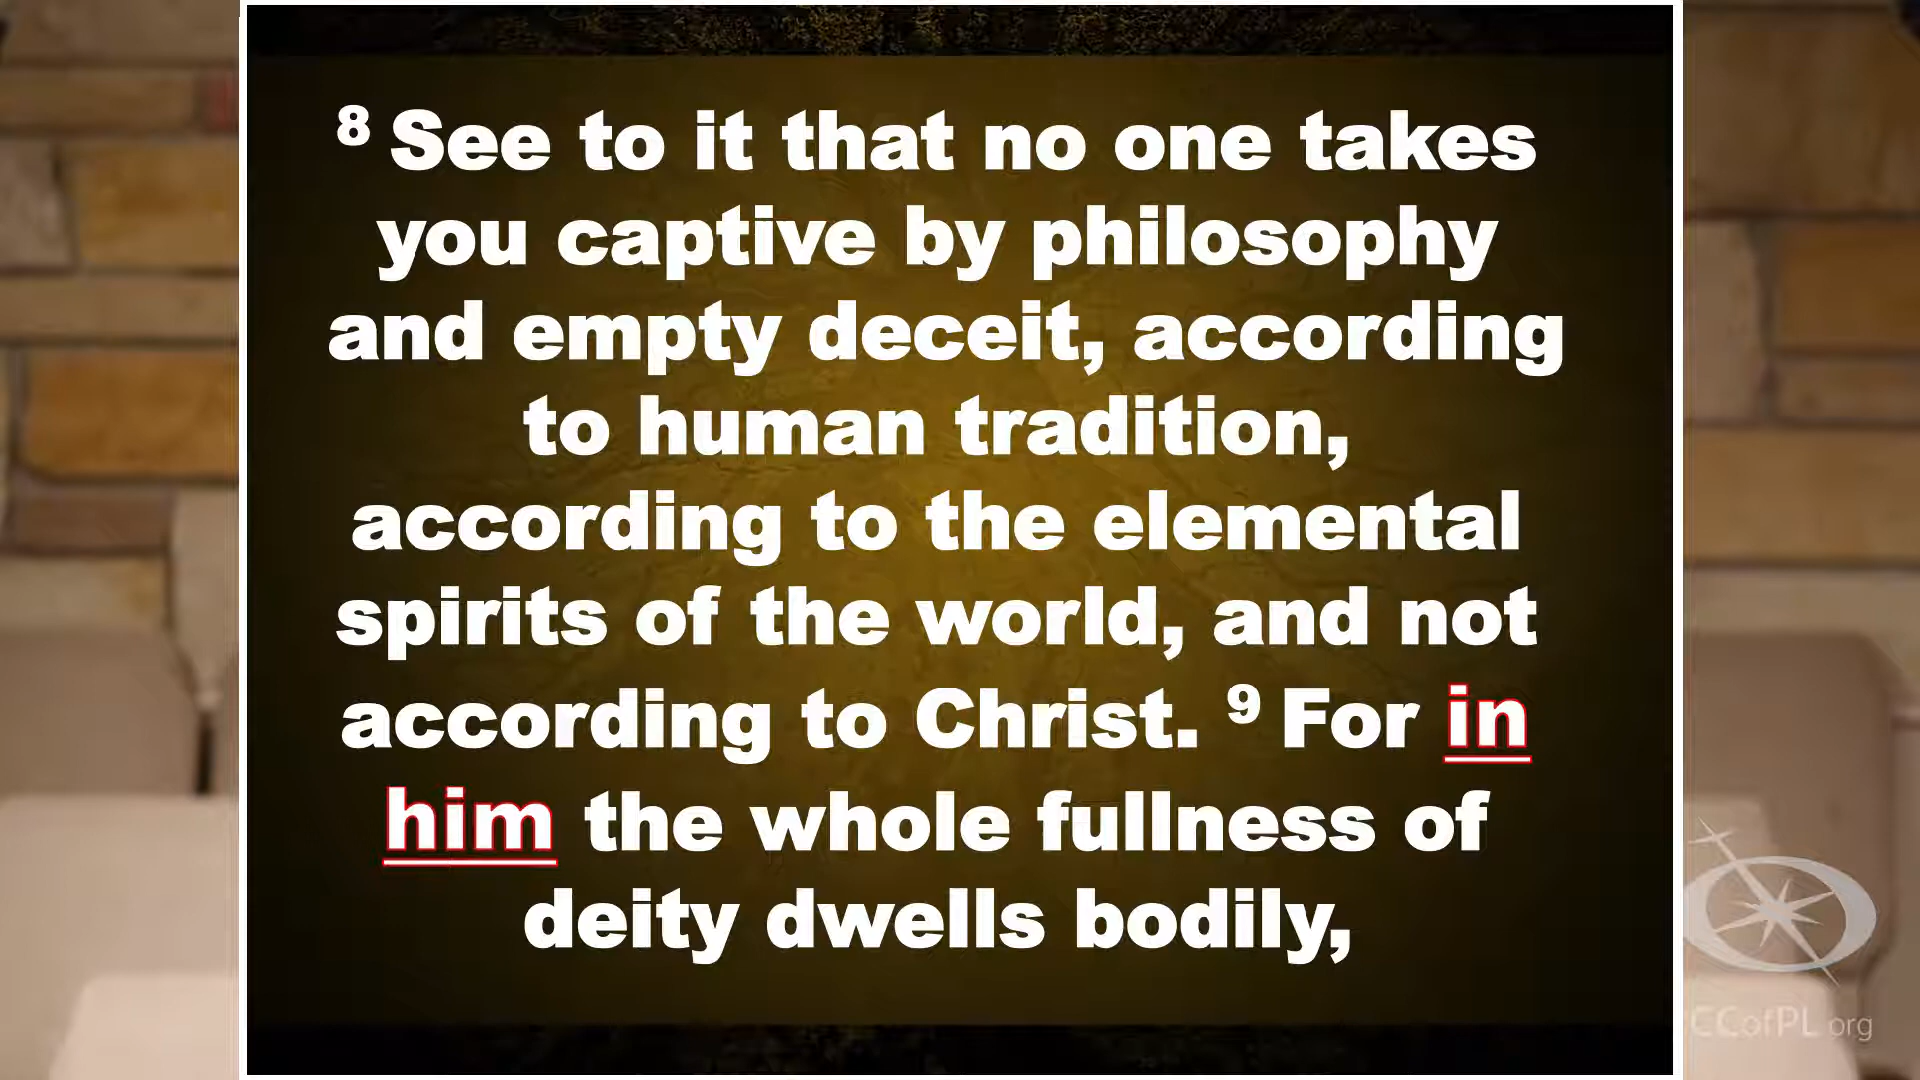 8 See to it that no one takes
you captive by philosophy
and empty deceit, according
to human tradition,
according to the elemental
spirits of the world, and not
according to Christ. 9 For in
him the whole fullness of
deity dwells bodily,
CCofPL.org